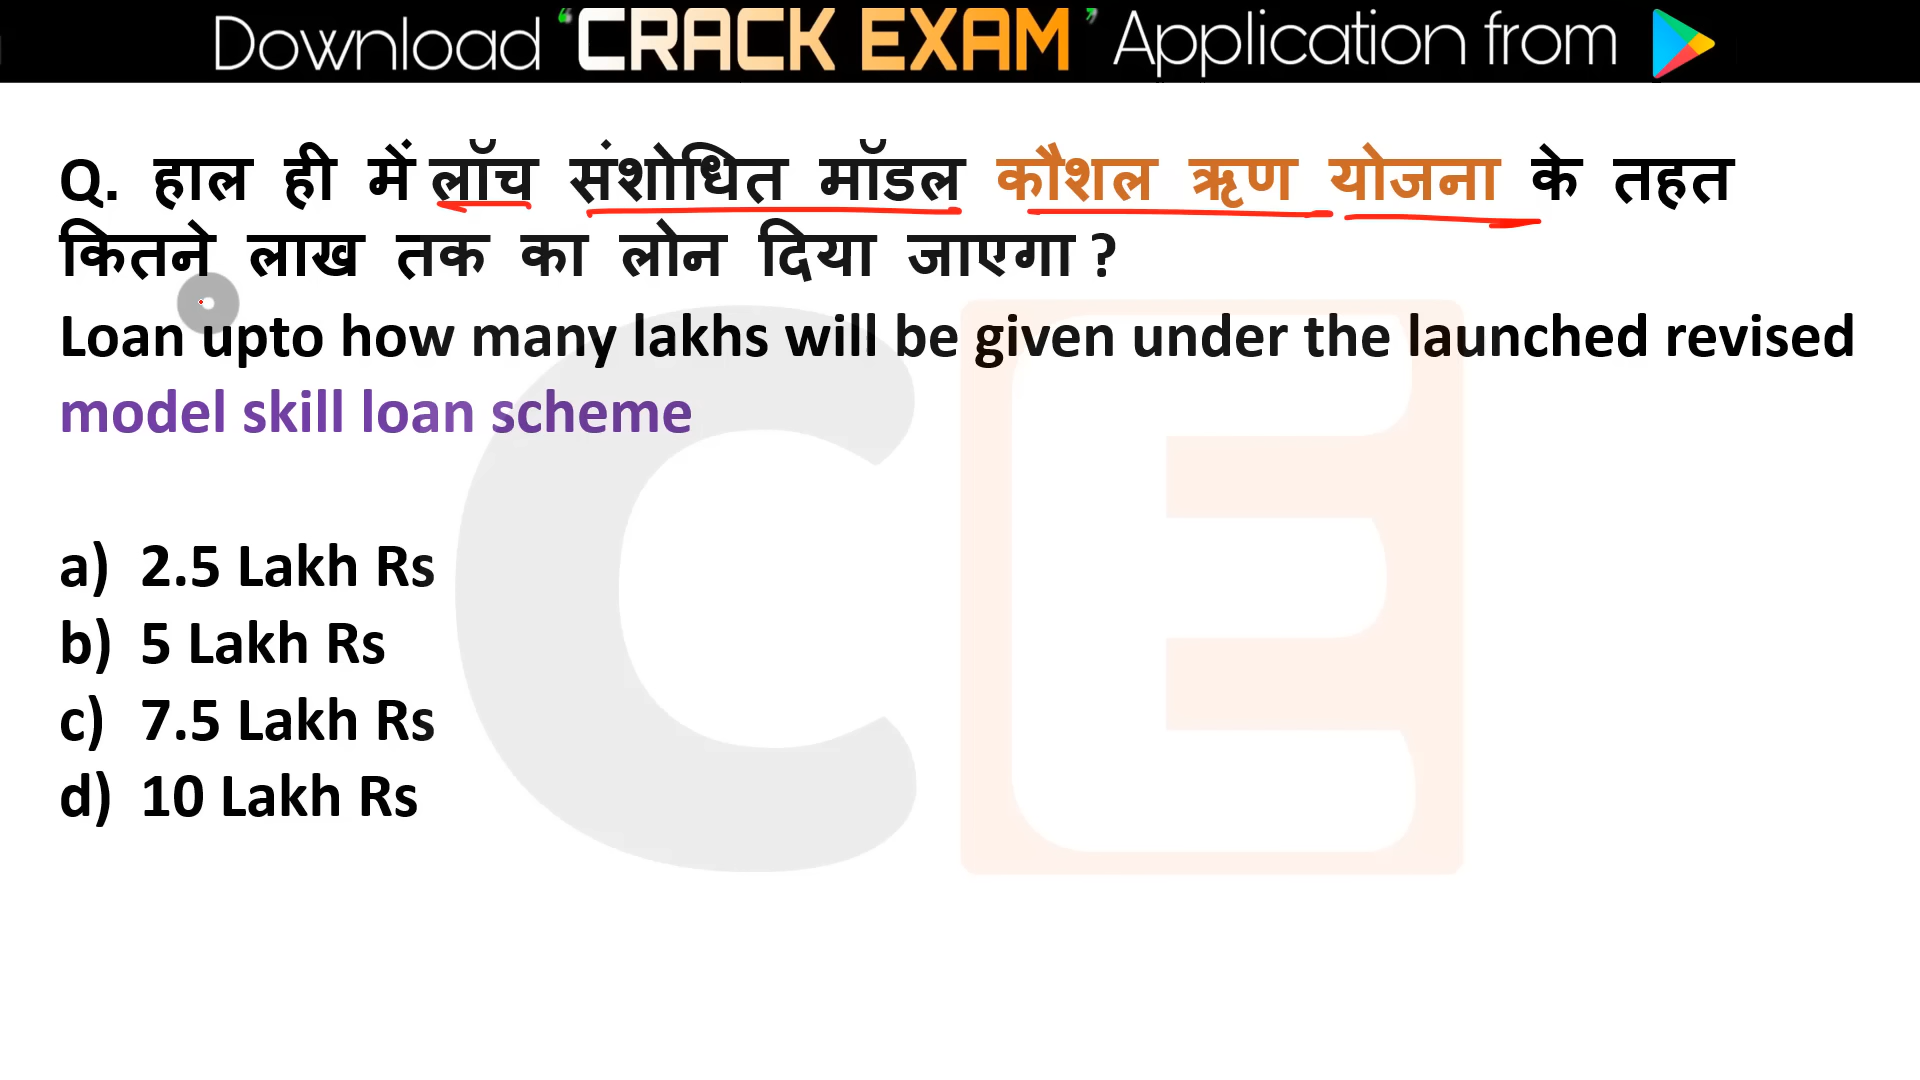 Download ‘CRACK EXAM’ Application from
Q. हाल ही में लॉच संशोधित मॉडल कौशल ऋण योजना के तहत
कितने लाख तक का लोन दिया जाएगा ?
Loan upto how many lakhs will be given under the launched revised
model skill loan scheme
a) 2.5 Lakh Rs
b) 5 Lakh Rs
c) 7.5 Lakh Rs
d) 10 Lakh Rs
CE